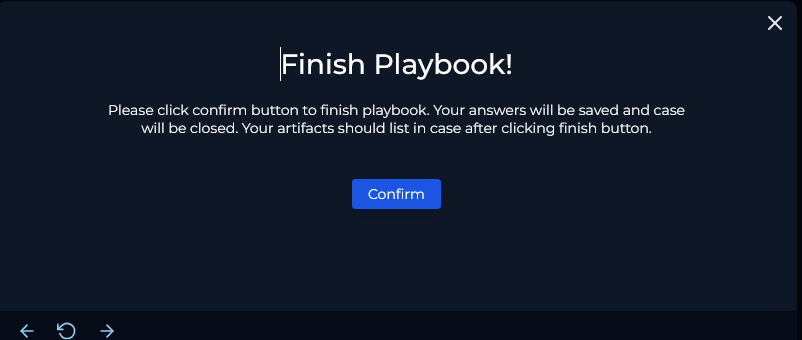 Finish Playbook!
Please click confirm button to finish playbook. Your answers will be saved and case
will be closed. Your artifacts should list in case after clicking finish button.
Confirm